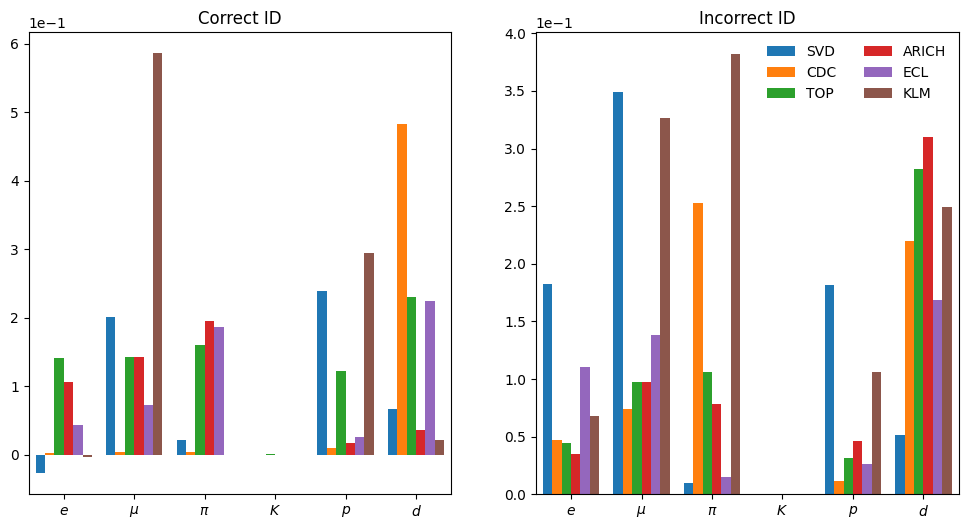 Correct ID
1e−1
6
5
4
3
2
1
0
e μ π K p d
Incorrect ID
1e−1
4.0
3.5
3.0
2.5
2.0
1.5
1.0
0.5
0.0
SVD ARICH
CDC ECL
TOP KLM
e μ π K p d